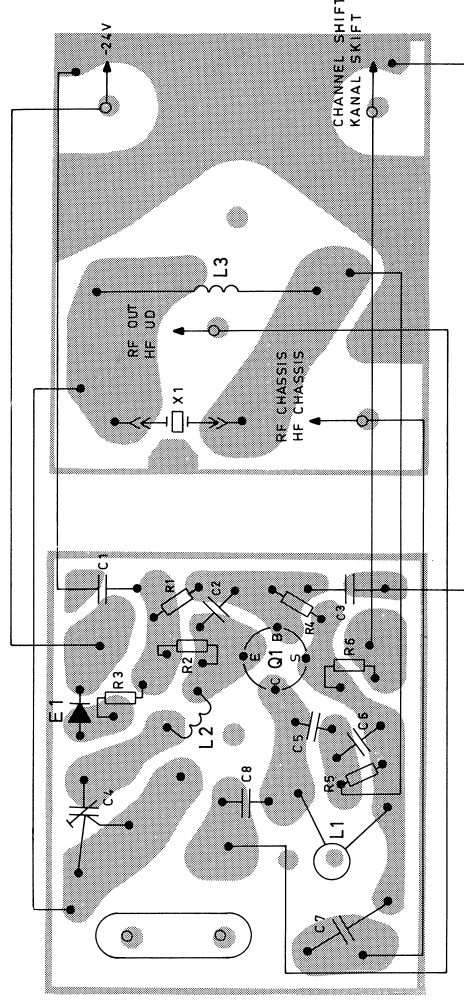 -24V
CHANNEL SHIFT
KANAL SKIFT
L3
RF OUT
HF UD
X1
RF CHASSIS
HF CHASSIS
C1
R1
C2
R4
C3
R2
E
B
Q1
C
S
R6
E1
R3
L2
C5
C6
R5
C4
C8
L1
C7